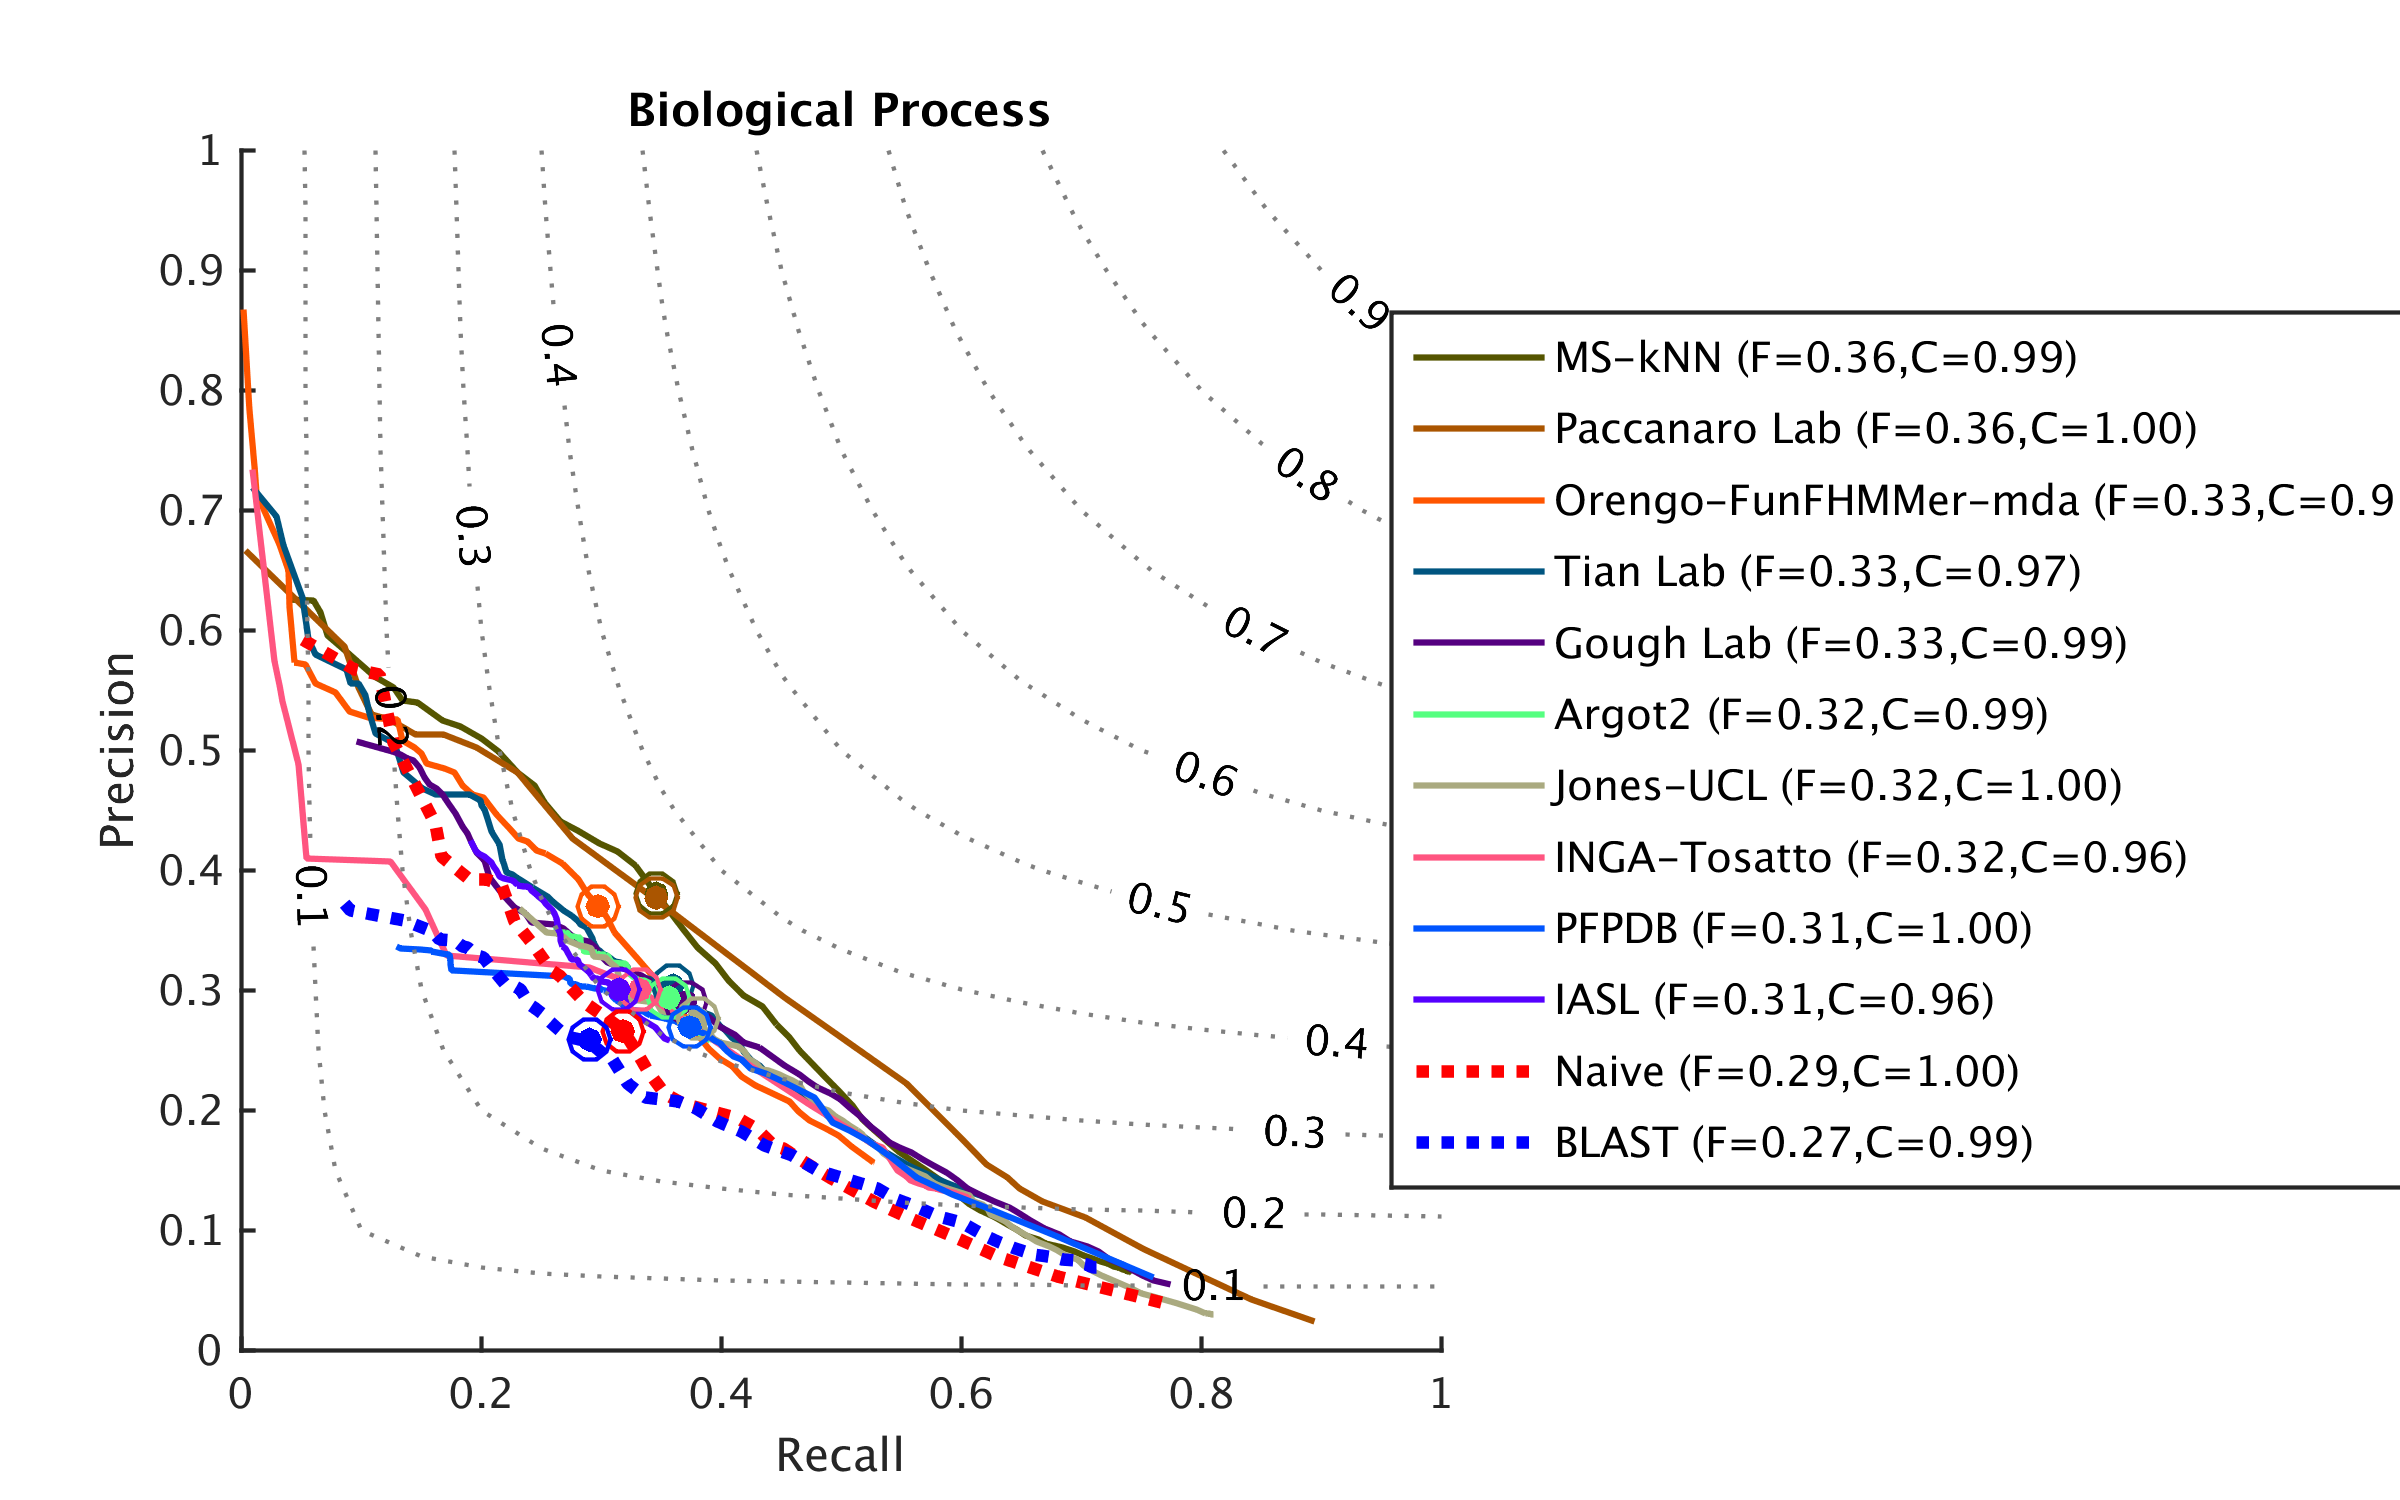 Biological Process
Precision
1
0.9
0.8
0.7
0.6
0.5
0.4
0.3
0.2
0.1
0
0
0.2
0.4
0.6
0.8
1
Recall
0.1
0.2
0.3
0.4
0.9
0.8
0.7
0.6
0.5
0.4
0.3
0.2
0.1
MS-kNN (F=0.36,C=0.99)
Paccanaro Lab (F=0.36,C=1.00)
Orengo-FunFHMMer-mda (F=0.33,C=0.9
Tian Lab (F=0.33,C=0.97)
Gough Lab (F=0.33,C=0.99)
Argot2 (F=0.32,C=0.99)
Jones-UCL (F=0.32,C=1.00)
INGA-Tosatto (F=0.32,C=0.96)
PFPDB (F=0.31,C=1.00)
IASL (F=0.31,C=0.96)
Naive (F=0.29,C=1.00)
BLAST (F=0.27,C=0.99)